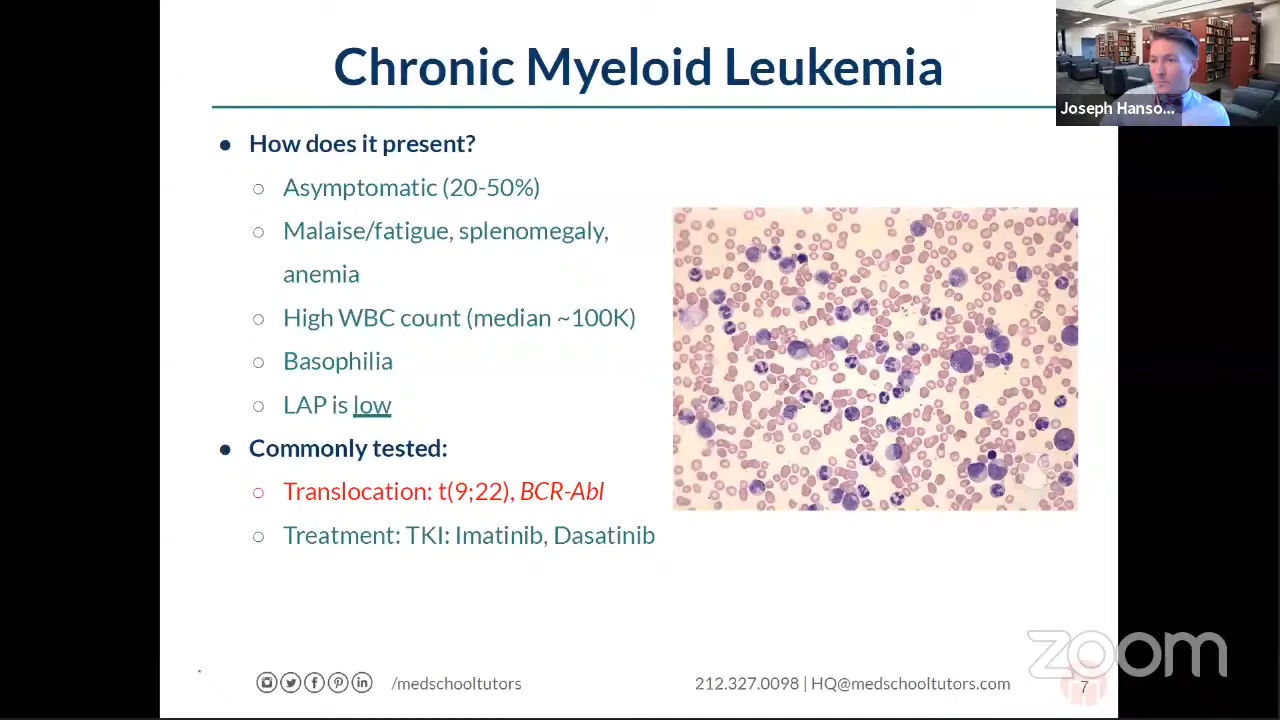 Chronic Myeloid Leukemia
Joseph Hanso...
● How does it present?
○ Asymptomatic (20-50%)
○ Malaise/fatigue, splenomegaly,
anemia
○ High WBC count (median ~100K)
○ Basophilia
○ LAP is low
● Commonly tested:
○ Translocation: t(9;22), BCR-Abl
○ Treatment: TKI: Imatinib, Dasatinib
*
/medschooltutors
212.327.0098 | HQ@medschooltutors.com
7
zoom